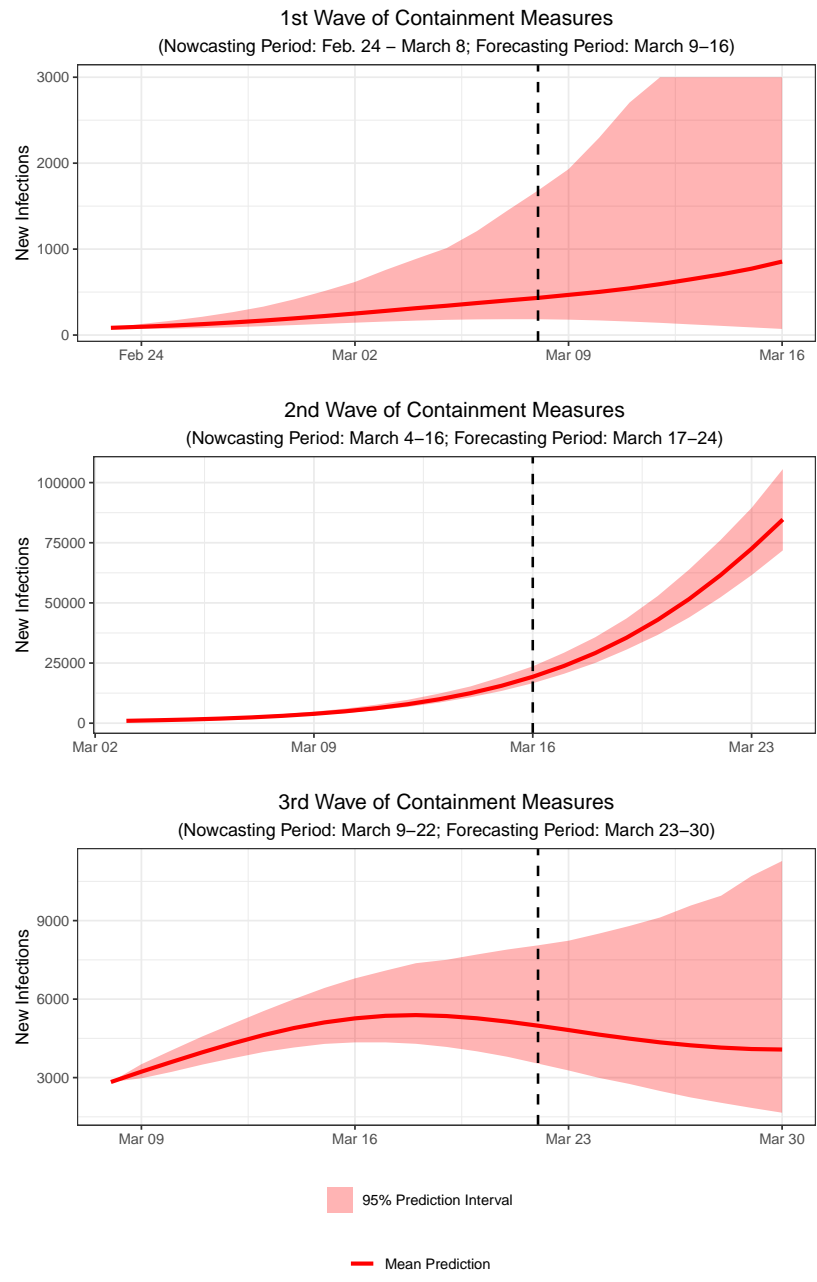 1st Wave of Containment Measures
(Nowcasting Period: Feb. 24 − March 8; Forecasting Period: March 9−16)
New Infections
3000
2000
1000
0
Feb 24
Mar 02
Mar 09
Mar 16
2nd Wave of Containment Measures
(Nowcasting Period: March 4−16; Forecasting Period: March 17−24)
New Infections
100000
75000
50000
25000
0
Mar 02
Mar 09
Mar 16
Mar 23
3rd Wave of Containment Measures
(Nowcasting Period: March 9−22; Forecasting Period: March 23−30)
New Infections
9000
6000
3000
Mar 09
Mar 16
Mar 23
Mar 30
95% Prediction Interval
Mean Prediction